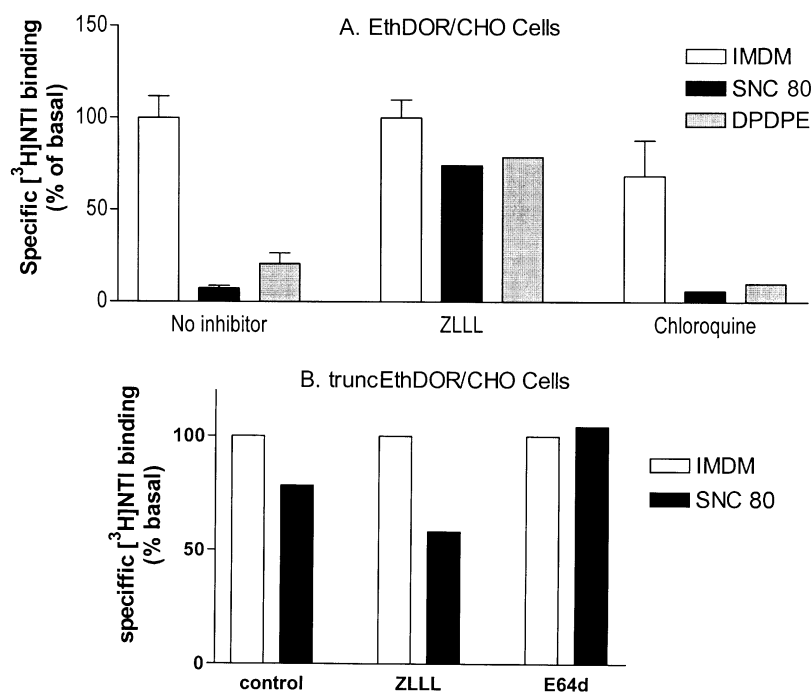 A. EthDOR/CHO Cells
Specific [³H]NTI binding
(% of basal)
150
100
50
0
IMDM
SNC 80
DPDPE
No inhibitor
ZLLL
Chloroquine
B. truncEthDOR/CHO Cells
speciffic [³H]NTI binding
(% basal)
100
50
0
IMDM
SNC 80
control
ZLLL
E64d